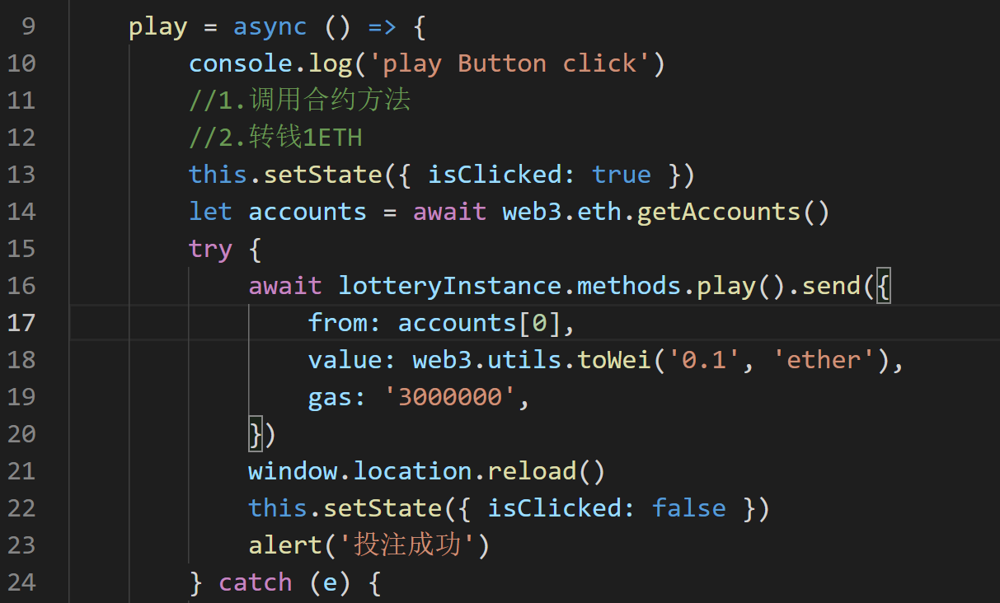 9 play = async () => {
10 console.log('play Button click')
11 //1.调用合约方法
12 //2.转钱1ETH
13 this.setState({ isClicked: true })
14 let accounts = await web3.eth.getAccounts()
15 try {
16 await lotteryInstance.methods.play().send({
17 from: accounts[0],
18 value: web3.utils.toWei('0.1', 'ether'),
19 gas: '3000000',
20 })
21 window.location.reload()
22 this.setState({ isClicked: false })
23 alert('投注成功')
24 } catch (e) {